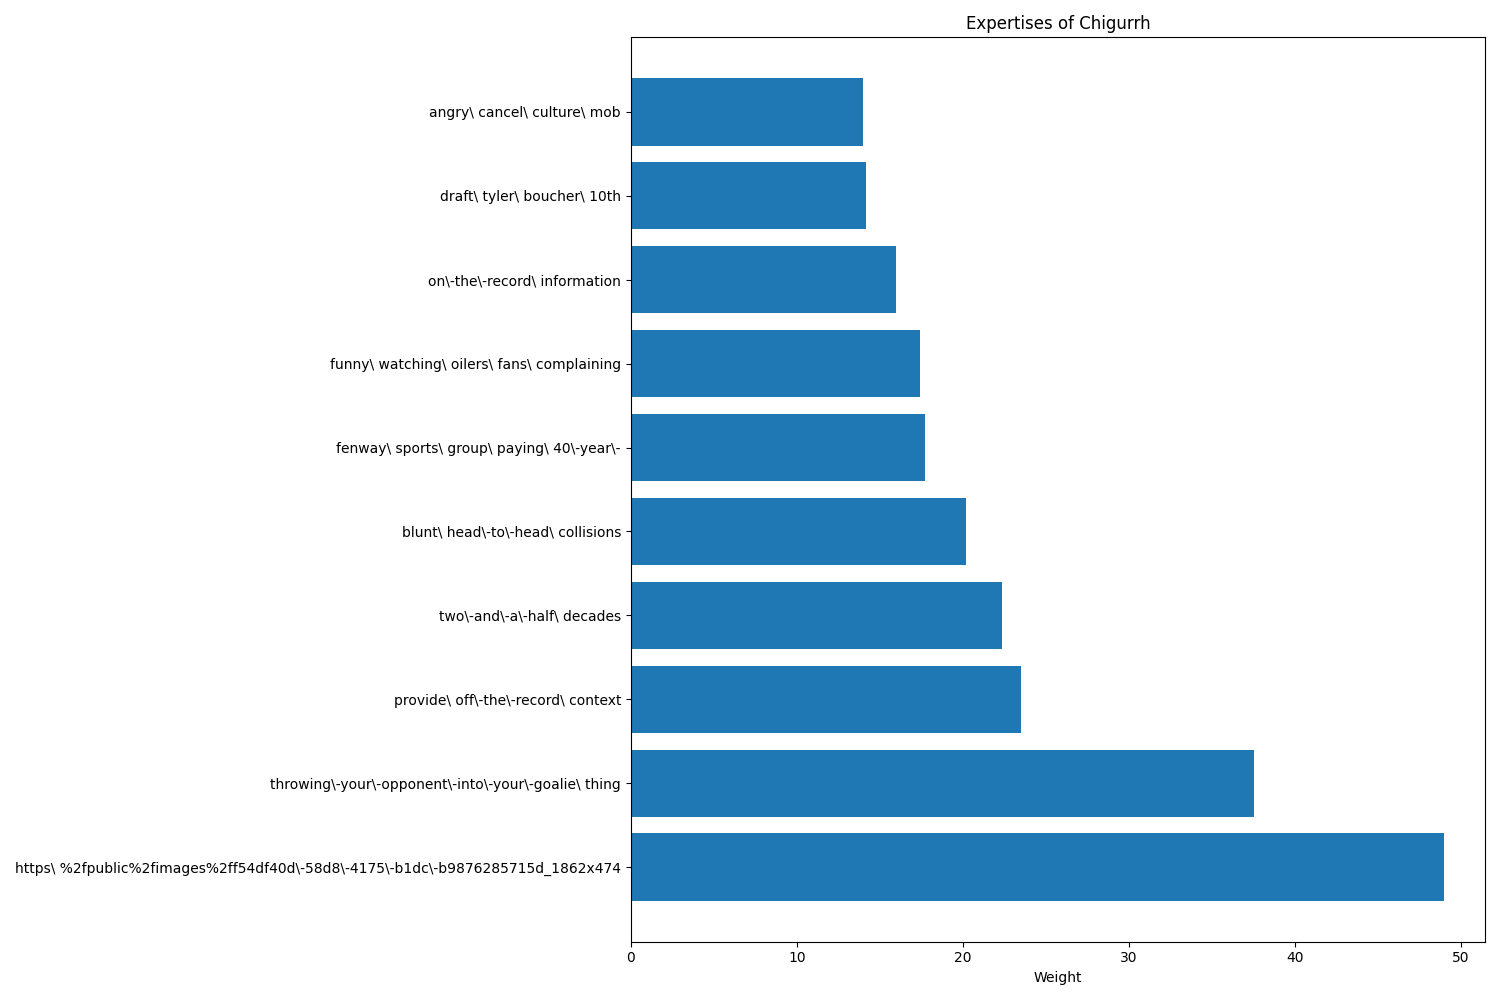 Expertises of Chigurrh
angry\ cancel\ culture\ mob
draft\ tyler\ boucher\ 10th
on\-the\-record\ information
funny\ watching\ oilers\ fans\ complaining
fenway\ sports\ group\ paying\ 40\-year\-
blunt\ head\-to\-head\ collisions
two\-and\-a\-half\ decades
provide\ off\-the\-record\ context
throwing\-your\-opponent\-into\-your\-goalie\ thing
https\ %2fpublic%2fimages%2ff54df40d\-58d8\-4175\-b1dc\-b9876285715d_1862x474
0 10 20 30 40 50
Weight